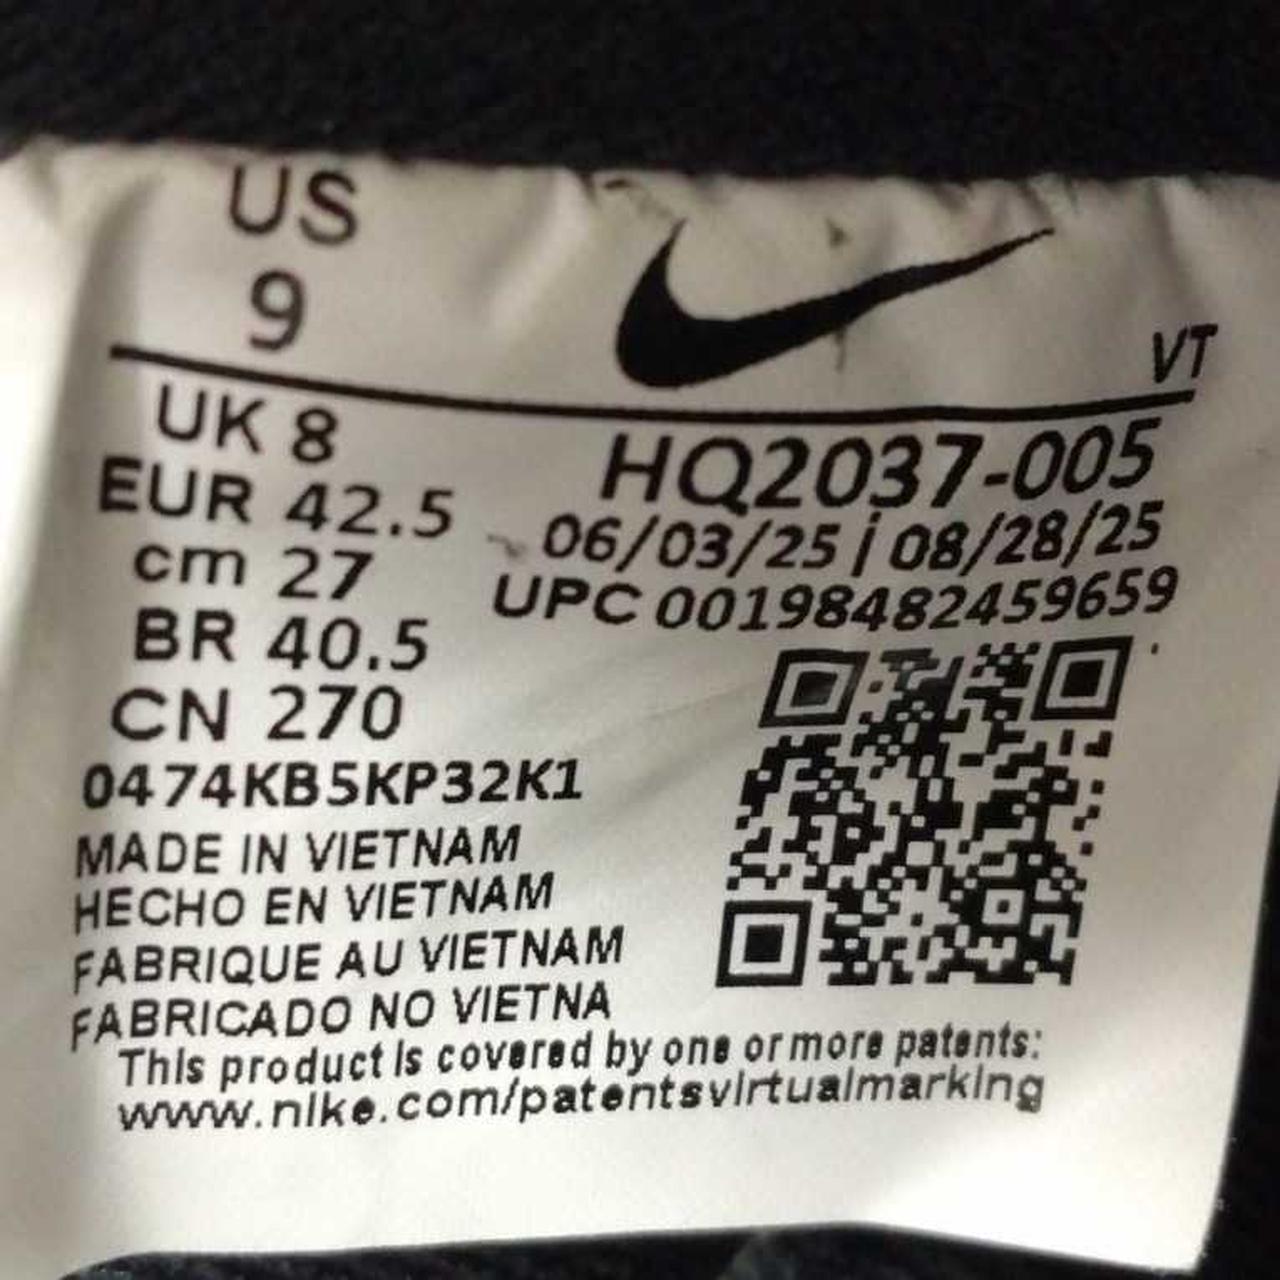 US
9
VT
UK 8
EUR 42.5
cm 27
BR 40.5
CN 270
HQ2037-005
06/03/25 | 08/28/25
UPC 00198482459659
0474KB5KP32K1
MADE IN VIETNAM
HECHO EN VIETNAM
FABRIQUE AU VIETNAM
FABRICADO NO VIETNA
This product is covered by one or more patents:
www.nike.com/patentsvirtualmarking